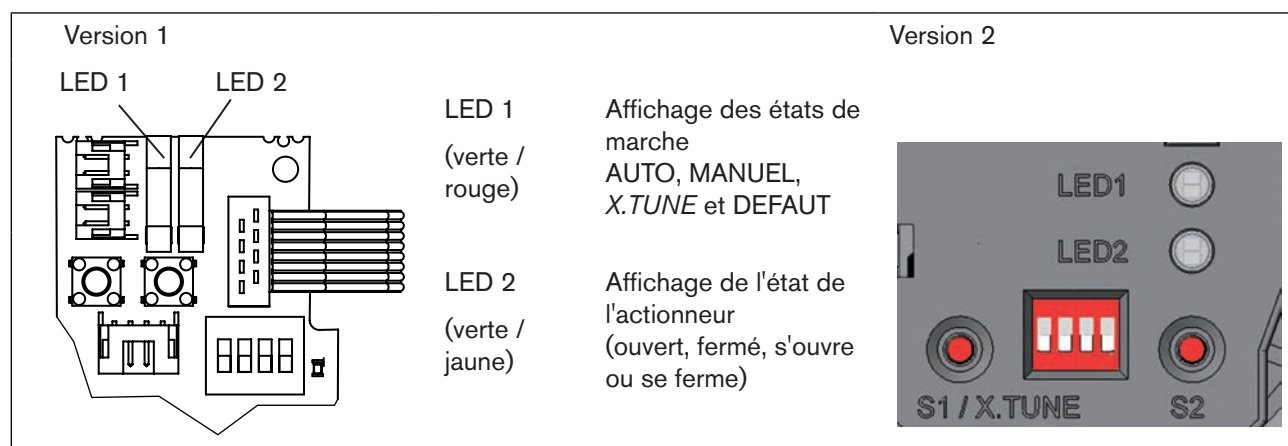 Version 1
Version 2
LED 1
LED 2
LED 1
(verte /
rouge)
Affichage des états de
marche
AUTO, MANUEL,
X.TUNE et DEFAUT
LED 2
(verte /
jaune)
Affichage de l'état de
l'actionneur
(ouvert, fermé, s'ouvre
ou se ferme)
LED1
LED2
S1 / X.TUNE
S2